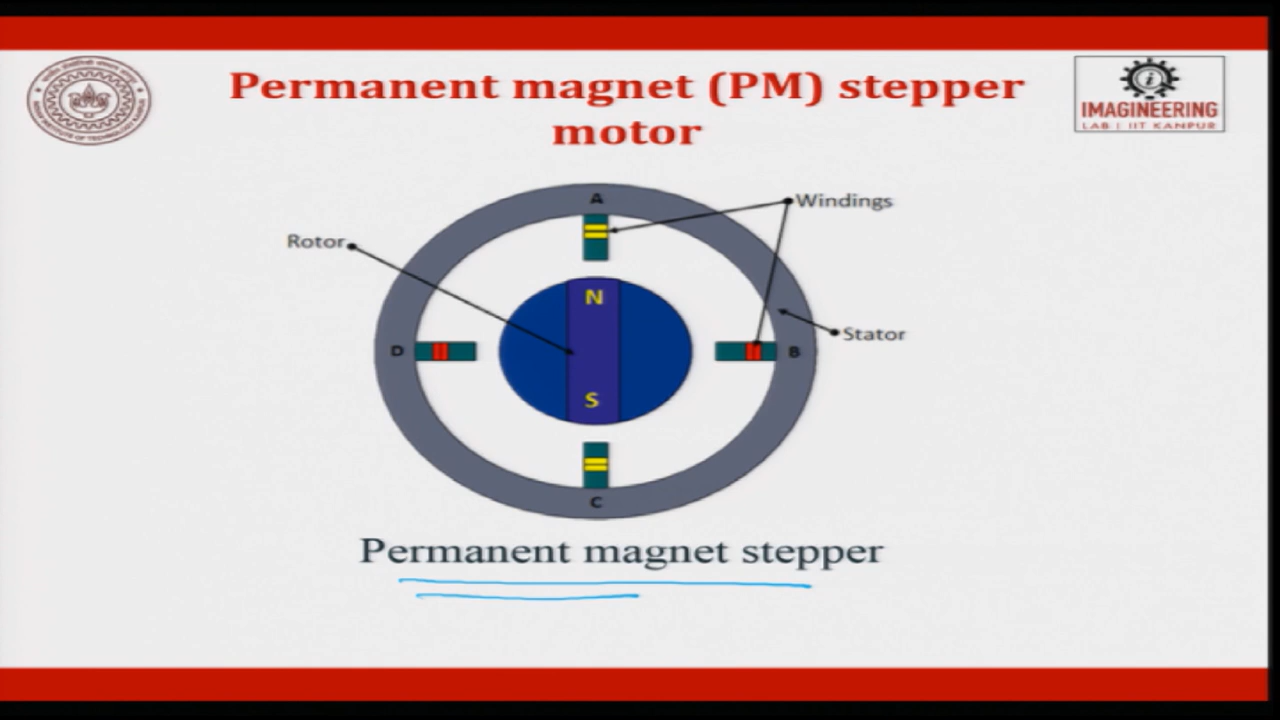 Permanent magnet (PM) stepper
motor
IMAGINEERING
LAB | IIT KANPUR
A
Windings
Rotor
N
Stator
D
B
S
C
Permanent magnet stepper